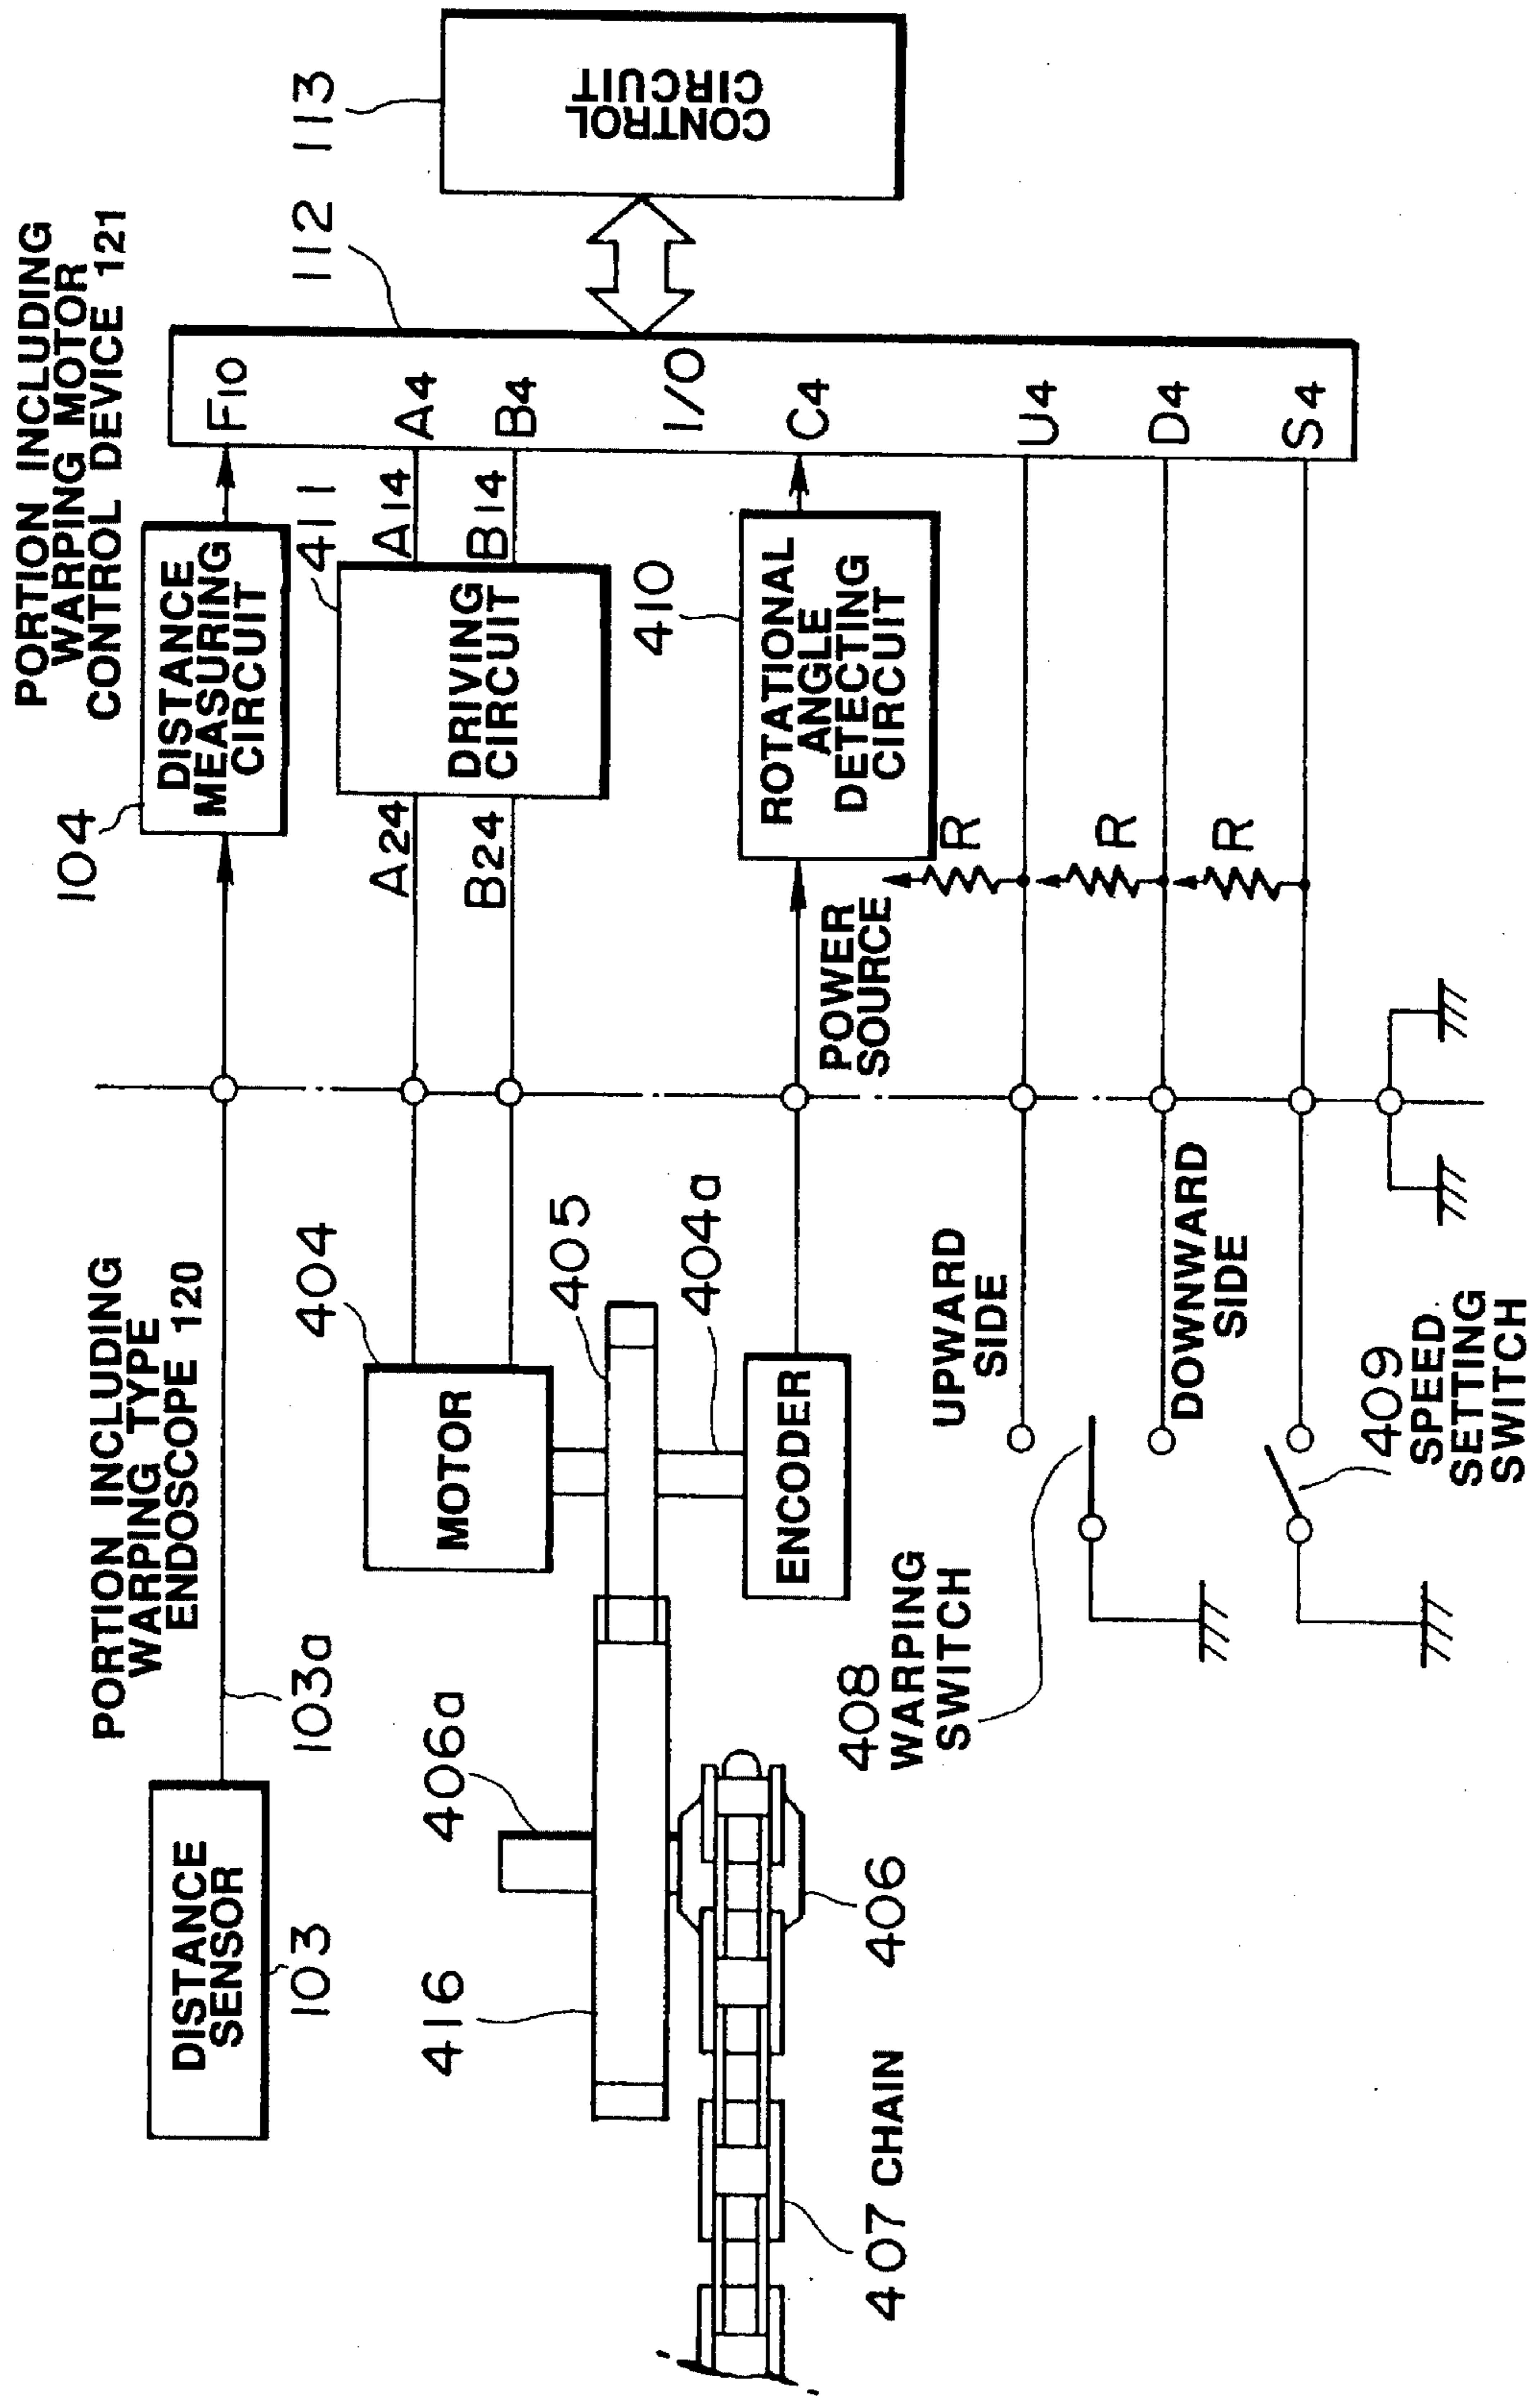 PORTION INCLUDING
WARPING TYPE
ENDOSCOPE 120
PORTION INCLUDING
WARPING MOTOR
CONTROL DEVICE 121
DISTANCE
SENSOR
103
103a
104
DISTANCE
MEASURING
CIRCUIT
F10
112
113
CONTROL
CIRCUIT
404
MOTOR
A24
B24
411
DRIVING
CIRCUIT
A14
B14
A4
B4
I/O
416
406a
405
404a
ENCODER
410
ROTATIONAL
ANGLE
DETECTING
CIRCUIT
C4
407 CHAIN
406
408
WARPING
SWITCH
UPWARD
SIDE
POWER
SOURCE
R
U4
DOWNWARD
SIDE
R
D4
409
SPEED
SETTING
SWITCH
R
S4